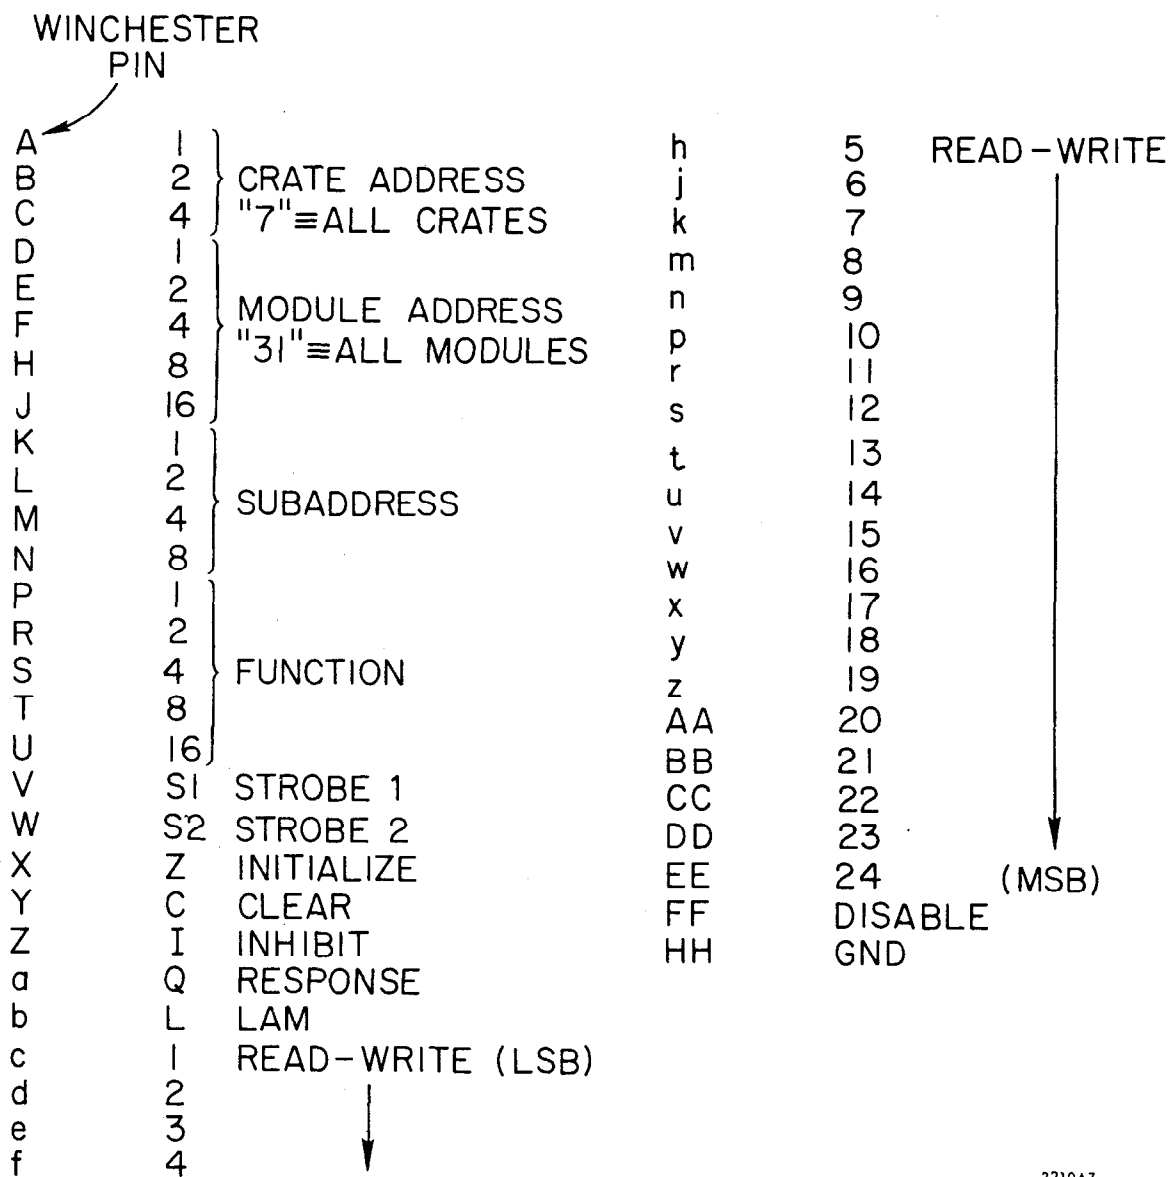 WINCHESTER
PIN
A 1
B 2 CRATE ADDRESS
C 4 "7"≡ALL CRATES
D 1
E 2
F 4 MODULE ADDRESS
H 8 "31"≡ALL MODULES
J 16
K 1
L 2
M 4 SUBADDRESS
N 8
P 1
R 2
S 4 FUNCTION
T 8
U 16
V S1 STROBE 1
W S2 STROBE 2
X Z INITIALIZE
Y C CLEAR
Z I INHIBIT
a Q RESPONSE
b L LAM
c 1 READ-WRITE (LSB)
d 2
e 3
f 4
h 5 READ-WRITE
j 6
k 7
m 8
n 9
p 10
r 11
s 12
t 13
u 14
v 15
w 16
x 17
y 18
z 19
AA 20
BB 21
CC 22
DD 23
EE 24 (MSB)
FF DISABLE
HH GND